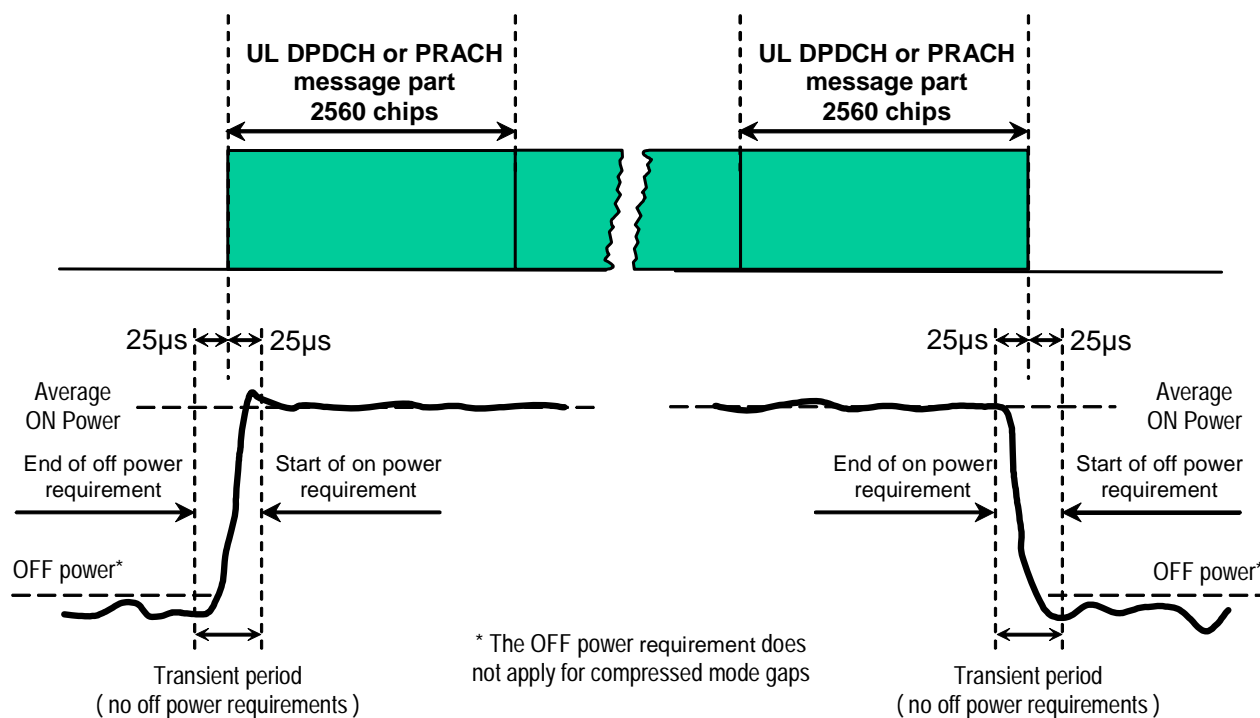 UL DPDCH or PRACH
message part
2560 chips
UL DPDCH or PRACH
message part
2560 chips
25µs
25µs
25µs
25µs
Average
ON Power
Average
ON Power
End of off power
requirement
Start of on power
requirement
End of on power
requirement
Start of off power
requirement
OFF power*
OFF power*
* The OFF power requirement does
not apply for compressed mode gaps
Transient period
( no off power requirements )
Transient period
( no off power requirements )